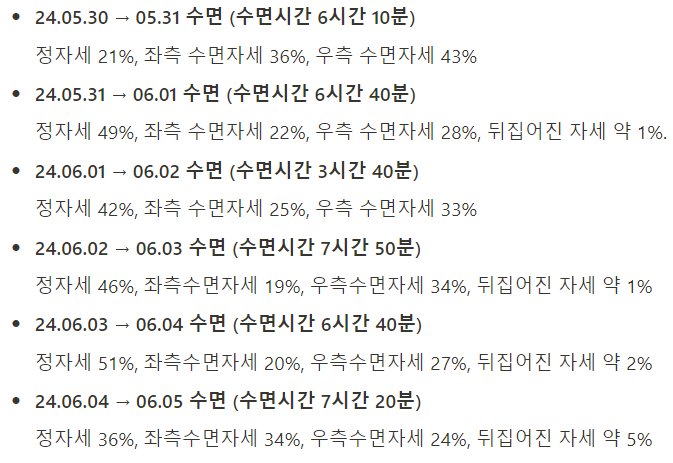 • 24.05.30 → 05.31 수면 (수면시간 6시간 10분)
정자세 21%, 좌측 수면자세 36%, 우측 수면자세 43%
• 24.05.31 → 06.01 수면 (수면시간 6시간 40분)
정자세 49%, 좌측 수면자세 22%, 우측 수면자세 28%, 뒤집어진 자세 약 1%.
• 24.06.01 → 06.02 수면 (수면시간 3시간 40분)
정자세 42%, 좌측 수면자세 25%, 우측 수면자세 33%
• 24.06.02 → 06.03 수면 (수면시간 7시간 50분)
정자세 46%, 좌측수면자세 19%, 우측수면자세 34%, 뒤집어진 자세 약 1%
• 24.06.03 → 06.04 수면 (수면시간 6시간 40분)
정자세 51%, 좌측수면자세 20%, 우측수면자세 27%, 뒤집어진 자세 약 2%
• 24.06.04 → 06.05 수면 (수면시간 7시간 20분)
정자세 36%, 좌측수면자세 34%, 우측수면자세 24%, 뒤집어진 자세 약 5%